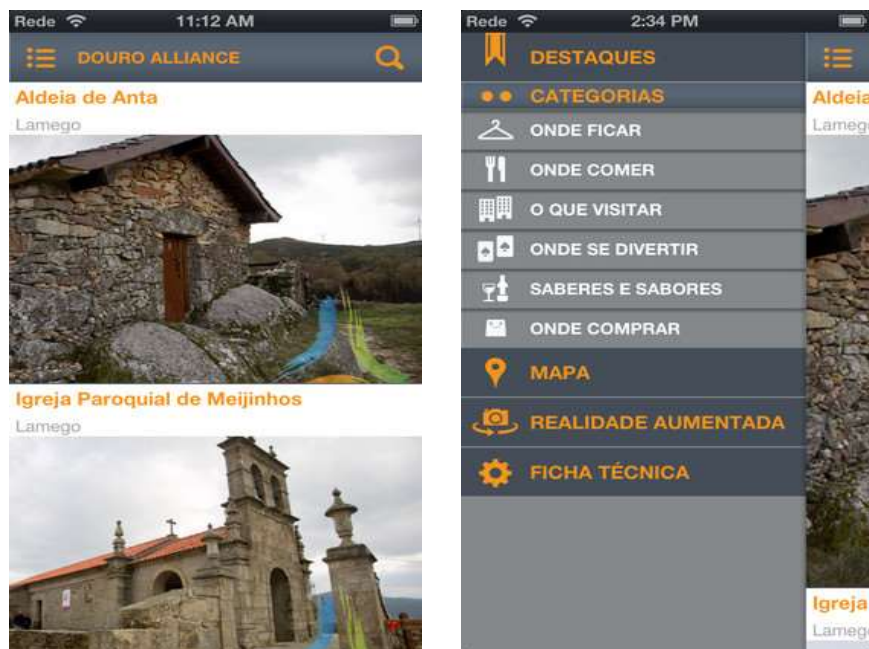 Rede 11:12 AM
DOURO ALLIANCE
Aldeia de Anta
Lamego
Igreja Paroquial de Meijinhos
Lamego
Rede 2:34 PM
DESTAQUES
CATEGORIAS
ONDE FICAR
ONDE COMER
O QUE VISITAR
ONDE SE DIVERTIR
SABERES E SABORES
ONDE COMPRAR
MAPA
REALIDADE AUMENTADA
FICHA TÉCNICA
Aldeia
Lamego
Igreja
Lamego